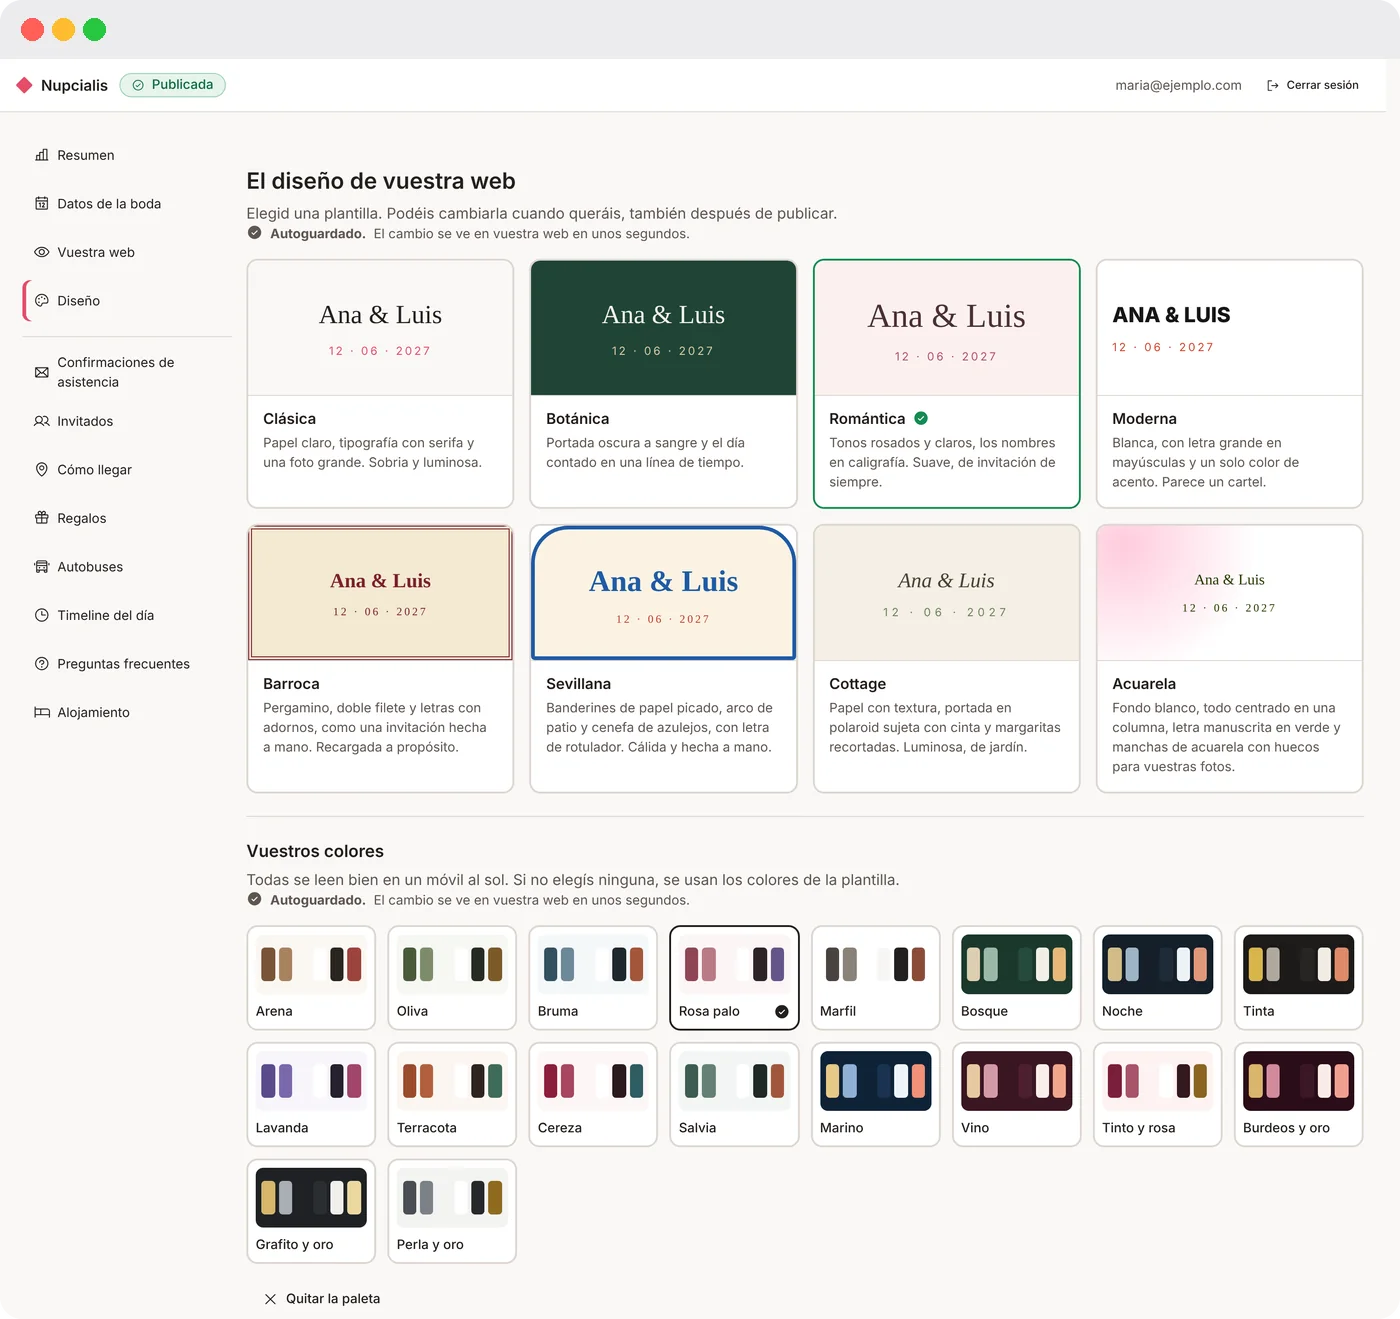 Nupcialis
Publicada
maria@ejemplo.com
Cerrar sesión
Resumen
Datos de la boda
Vuestra web
Diseño
Confirmaciones de
asistencia
Invitados
Cómo llegar
Regalos
Autobuses
Timeline del día
Preguntas frecuentes
Alojamiento
El diseño de vuestra web
Elegid una plantilla. Podéis cambiarla cuando queráis, también después de publicar.
Autoguardado. El cambio se ve en vuestra web en unos segundos.
Ana & Luis
12 · 06 · 2027
Clásica
Papel claro, tipografía con serifa y
una foto grande. Sobria y luminosa.
Ana & Luis
12 · 06 · 2027
Botánica
Portada oscura a sangre y el día
contado en una línea de tiempo.
Ana & Luis
12 · 06 · 2027
Romántica
Tonos rosados y claros, los nombres
en caligrafía. Suave, de invitación de
siempre.
ANA & LUIS
12 · 06 · 2027
Moderna
Blanca, con letra grande en
mayúsculas y un solo color de
acento. Parece un cartel.
Ana & Luis
12 · 06 · 2027
Barroca
Pergamino, doble filete y letras con
adornos, como una invitación hecha
a mano. Recargada a propósito.
Ana & Luis
12 · 06 · 2027
Sevillana
Banderines de papel picado, arco de
patio y cenefa de azulejos, con letra
de rotulador. Cálida y hecha a mano.
Ana & Luis
12 · 06 · 2027
Cottage
Papel con textura, portada en
polaroid sujeta con cinta y margaritas
recortadas. Luminosa, de jardín.
Ana & Luis
12 · 06 · 2027
Acuarela
Fondo blanco, todo centrado en una
columna, letra manuscrita en verde y
manchas de acuarela con huecos
para vuestras fotos.
Vuestros colores
Todas se leen bien en un móvil al sol. Si no elegís ninguna, se usan los colores de la plantilla.
Autoguardado. El cambio se ve en vuestra web en unos segundos.
Arena
Oliva
Bruma
Rosa palo
Marfil
Bosque
Noche
Tinta
Lavanda
Terracota
Cereza
Salvia
Marino
Vino
Tinto y rosa
Burdeos y oro
Grafito y oro
Perla y oro
Quitar la paleta